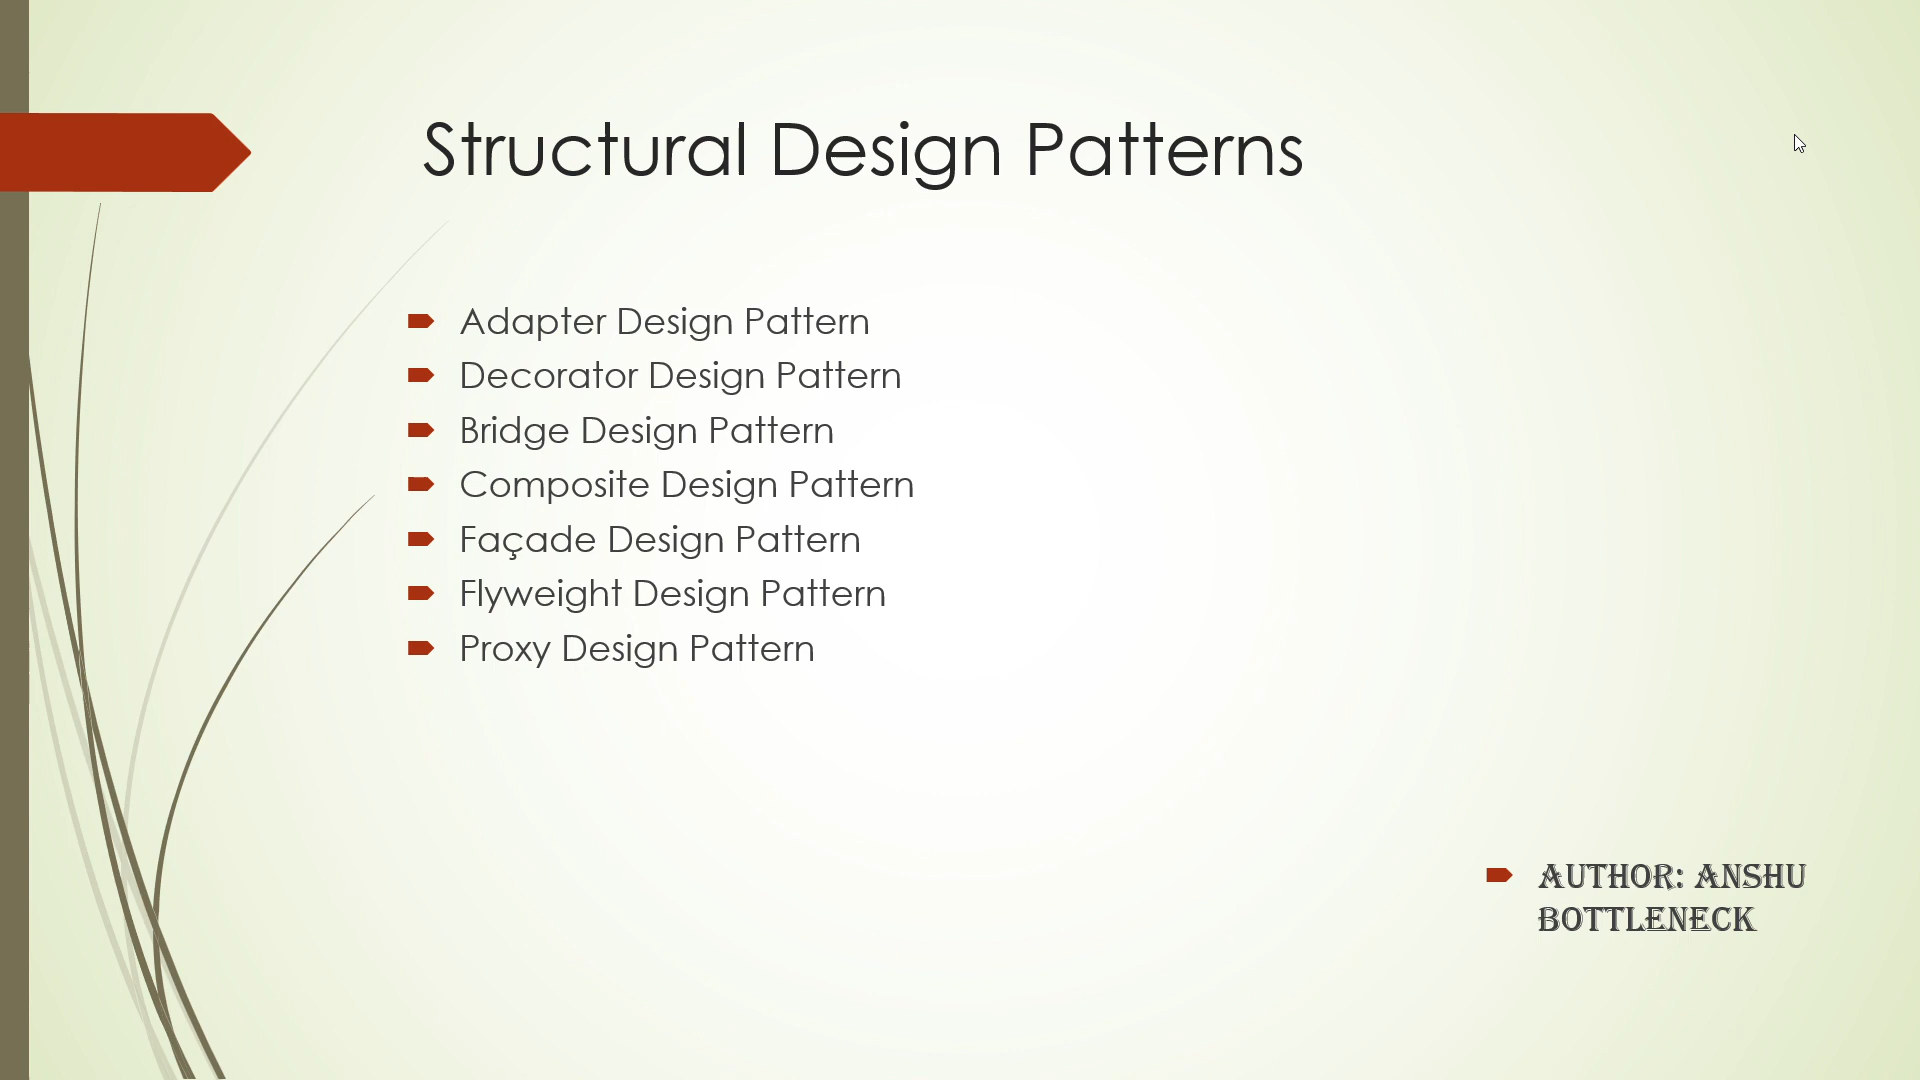 Structural Design Patterns
Adapter Design Pattern
Decorator Design Pattern
Bridge Design Pattern
Composite Design Pattern
Façade Design Pattern
Flyweight Design Pattern
Proxy Design Pattern
AUTHOR: ANSHU
BOTTLENECK